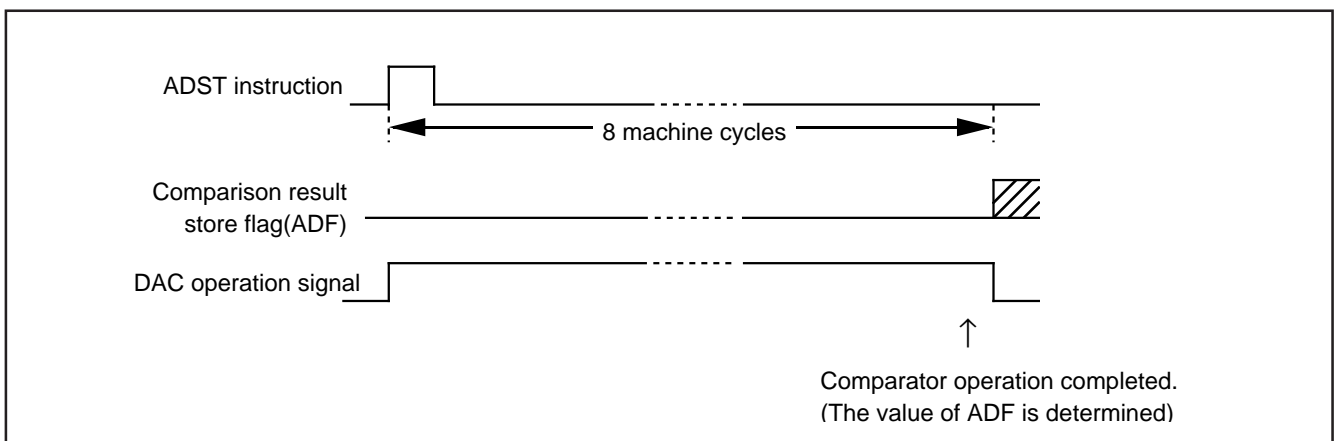 ADST instruction
8 machine cycles
Comparison result
store flag(ADF)
DAC operation signal
↑
Comparator operation completed.
(The value of ADF is determined)